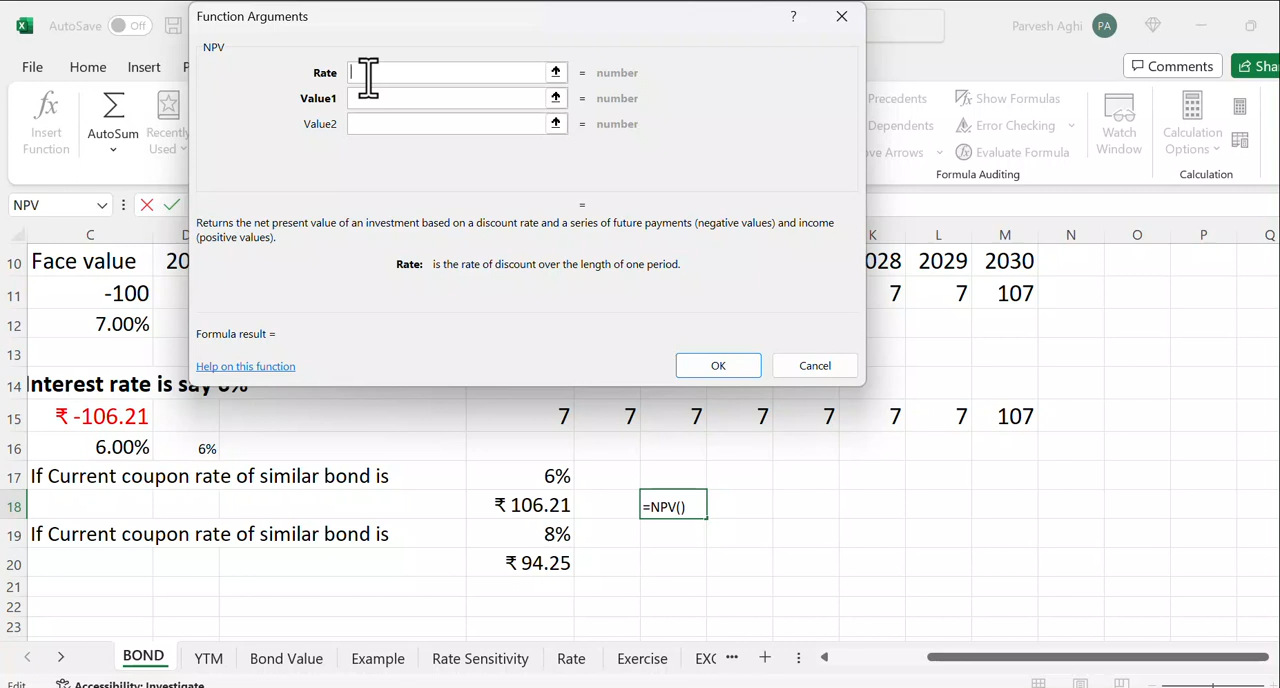 AutoSave Off
Function Arguments ? X
Parvesh Aghi PA
File Home Insert
Comments
NPV
Rate = number
Value1 = number
Value2 = number
=
Returns the net present value of an investment based on a discount rate and a series of future payments (negative values) and income
(positive values).
Rate: is the rate of discount over the length of one period.
Formula result =
Help on this function
OK Cancel
fx Σ
Insert Function
AutoSum
Recently Used
Precedents
Dependents
Arrows
Show Formulas
Error Checking
Evaluate Formula
Formula Auditing
Watch Window
Calculation Options
Calculation
NPV
C D K L M N O P Q
10 Face value 2029 2030
11 -100 7 7 107
12 7.00%
13
14 Interest rate is say 6%
15 ₹ -106.21 7 7 7 7 7 7 7 107
16 6.00% 6%
17 If Current coupon rate of similar bond is 6%
18 ₹ 106.21 =NPV()
19 If Current coupon rate of similar bond is 8%
20 ₹ 94.25
21
22
23
BOND YTM Bond Value Example Rate Sensitivity Rate Exercise
Edit Accessibility: Investigate